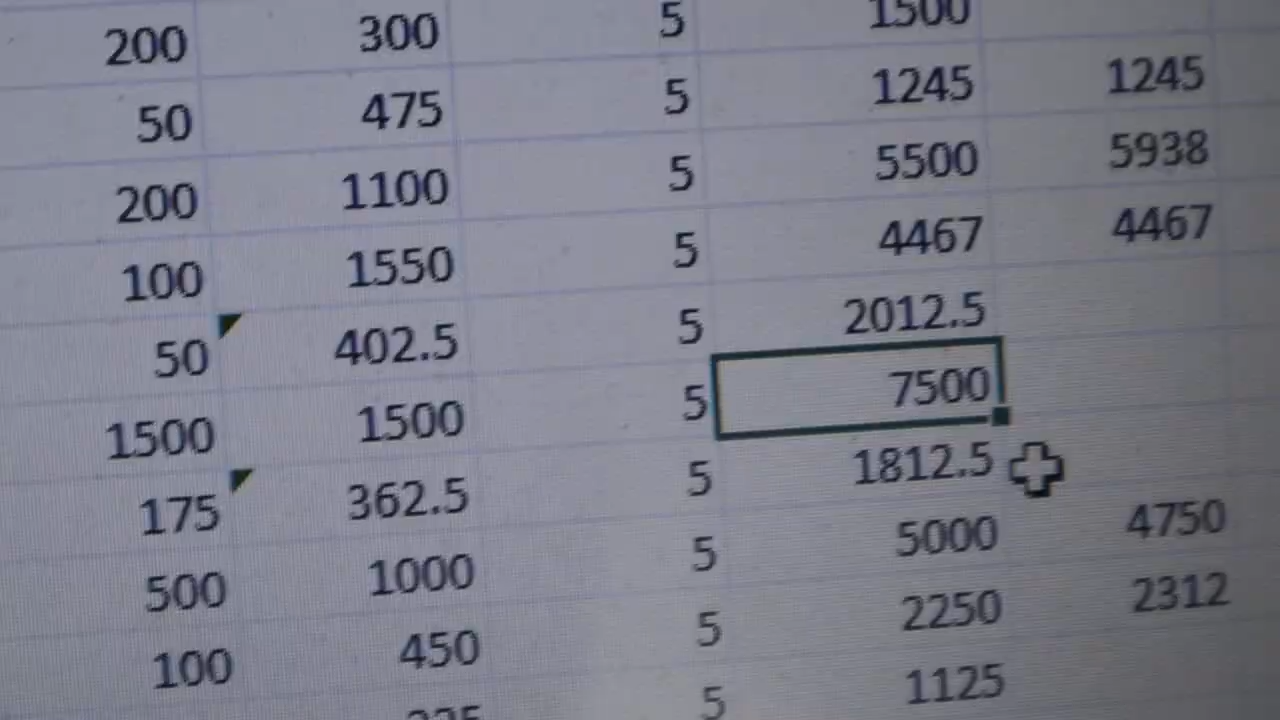 200 300 5 1500
50 475 5 1245 1245
200 1100 5 5500 5938
100 1550 5 4467 4467
50 402.5 5 2012.5
1500 1500 5 7500
175 362.5 5 1812.5
500 1000 5 5000 4750
100 450 5 2250 2312
5 1125